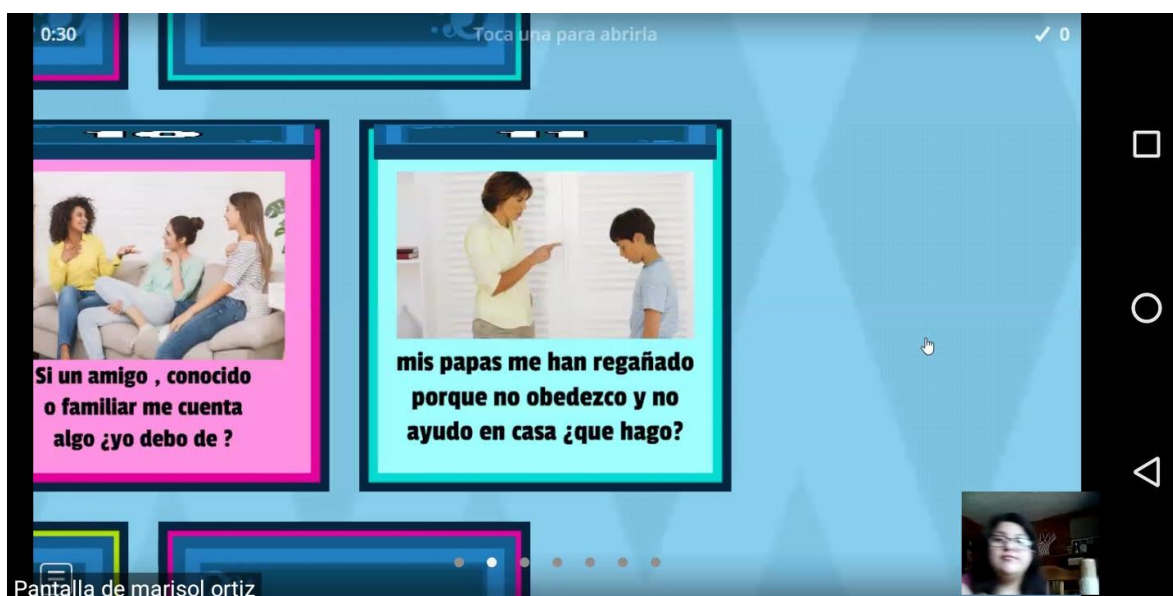 0:30
Toca una para abrirla
✓ 0
Si un amigo , conocido
o familiar me cuenta
algo ¿yo debo de ?
mis papas me han regañado
porque no obedezco y no
ayudo en casa ¿que hago?
Pantalla de marisol ortiz